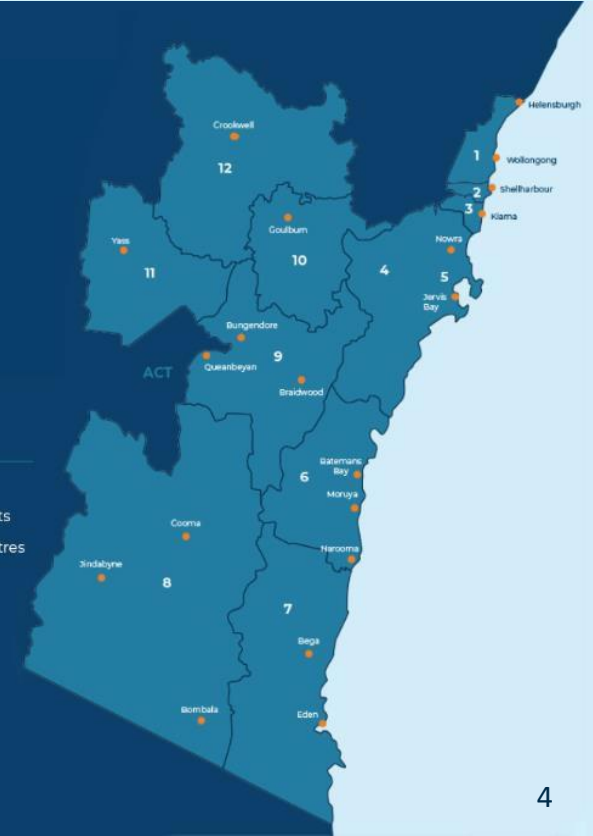 Helensburgh
Crookwell
12
1
Wollongong
2
Shellharbour
3
Kiama
Goulburn
Nowra
Yass
10
4
5
11
Jervis
Bay
Bungendore
9
ACT
Queanbeyan
Braidwood
Batemans
Bay
6
Moruya
ts
Cooma
tres
Narooma
Jindabyne
8
7
Bega
Bombala
Eden
4